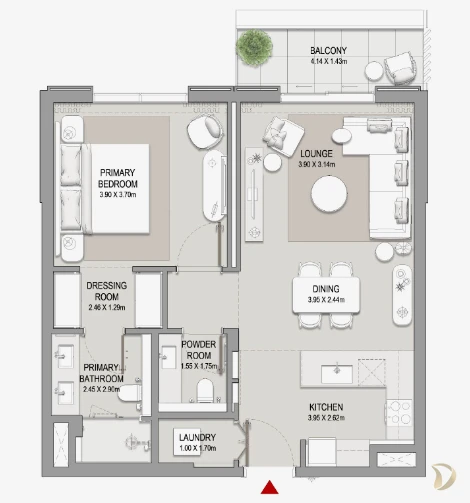 BALCONY
4.14 X 1.43m
LOUNGE
3.90 X 3.14m
PRIMARY
BEDROOM
3.90 X 3.70m
DRESSING
ROOM
2.46 X 1.29m
DINING
3.95 X 2.44m
POWDER
ROOM
1.55 X 1.75m
PRIMARY
BATHROOM
2.45 X 2.90m
KITCHEN
3.95 X 2.62m
LAUNDRY
1.00 X 1.70m